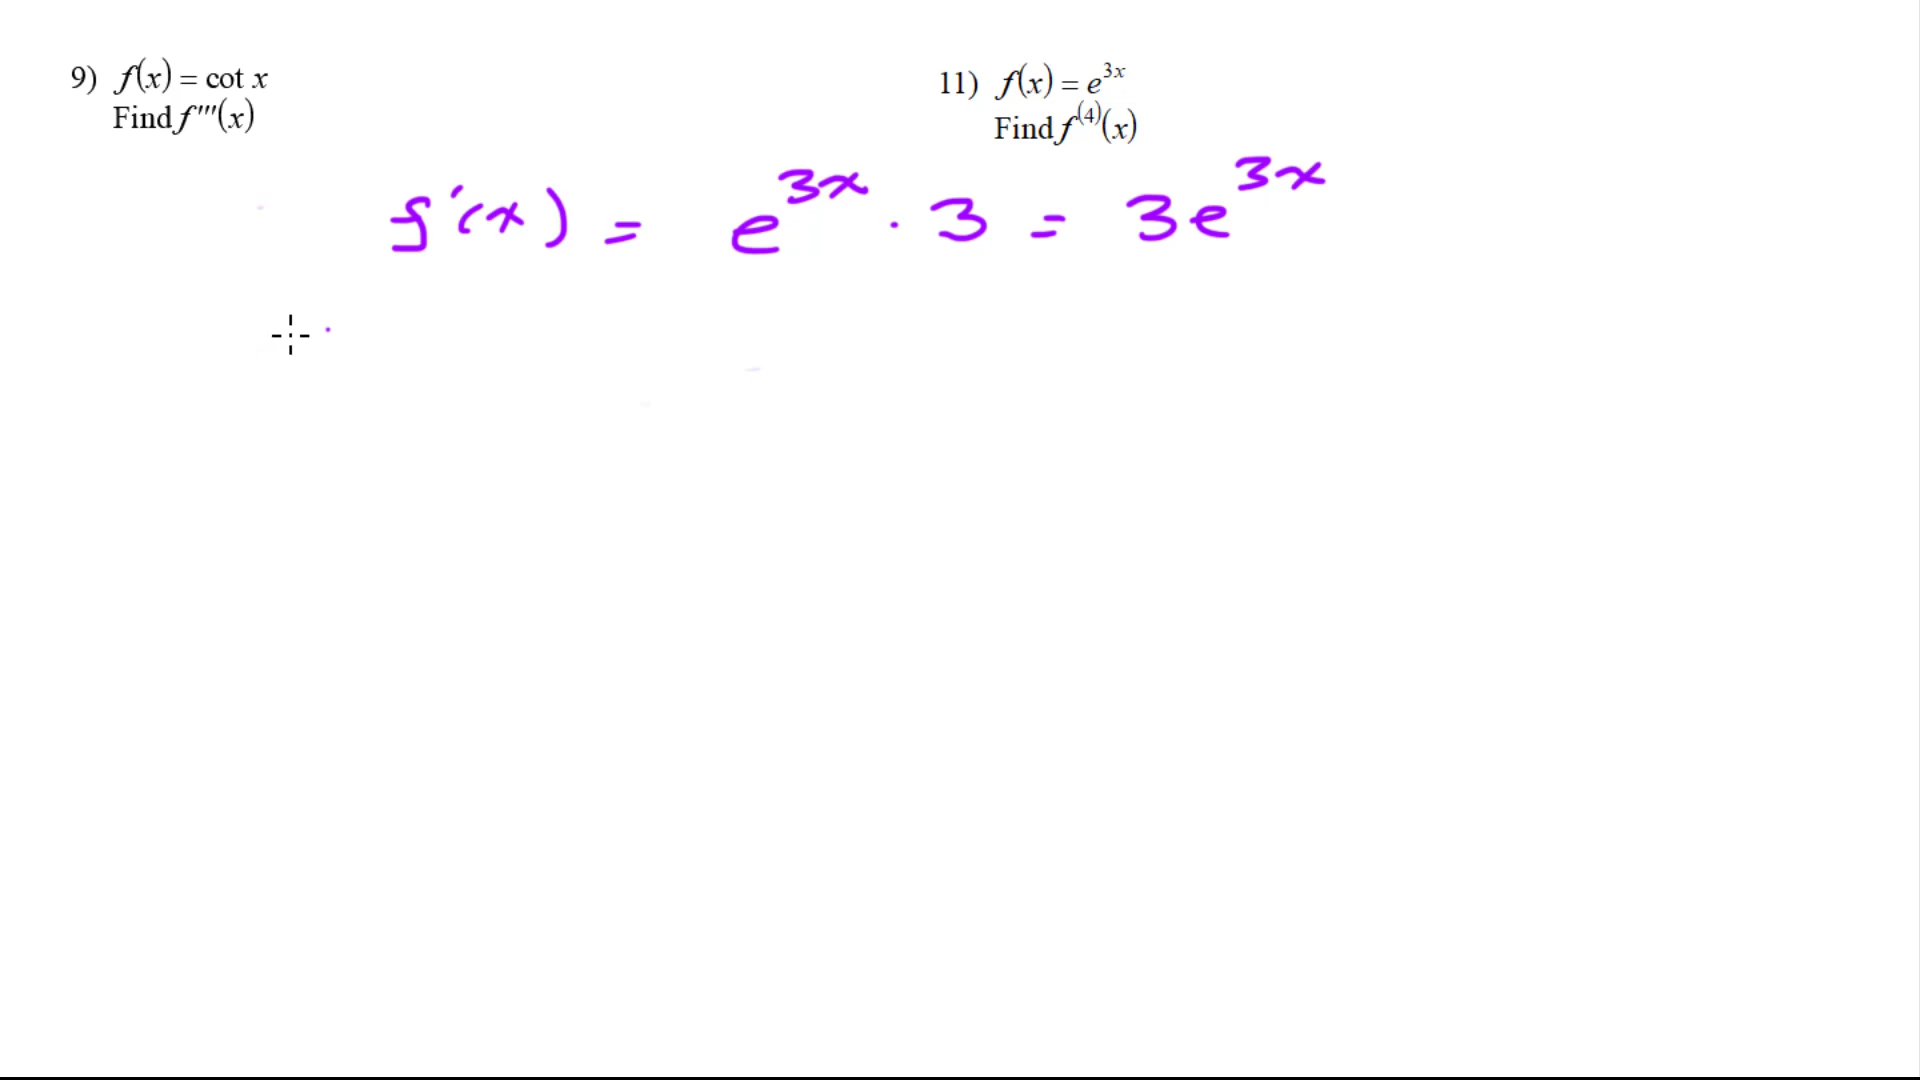 9) f(x) = cot x
Find f'''(x)
11) f(x) = e^{3x}
Find f^{(4)}(x)
f'(x) = e^{3x} · 3 = 3e^{3x}